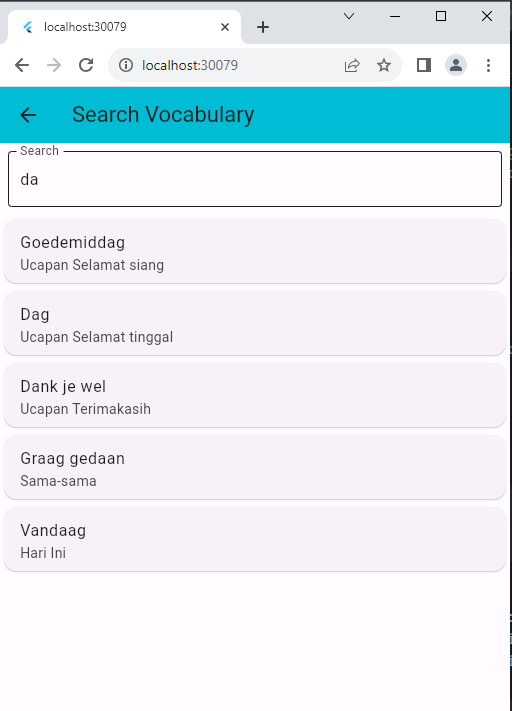 localhost:30079
localhost:30079
Search Vocabulary
Search
da
Goedemiddag
Ucapan Selamat siang
Dag
Ucapan Selamat tinggal
Dank je wel
Ucapan Terimakasih
Graag gedaan
Sama-sama
Vandaag
Hari Ini